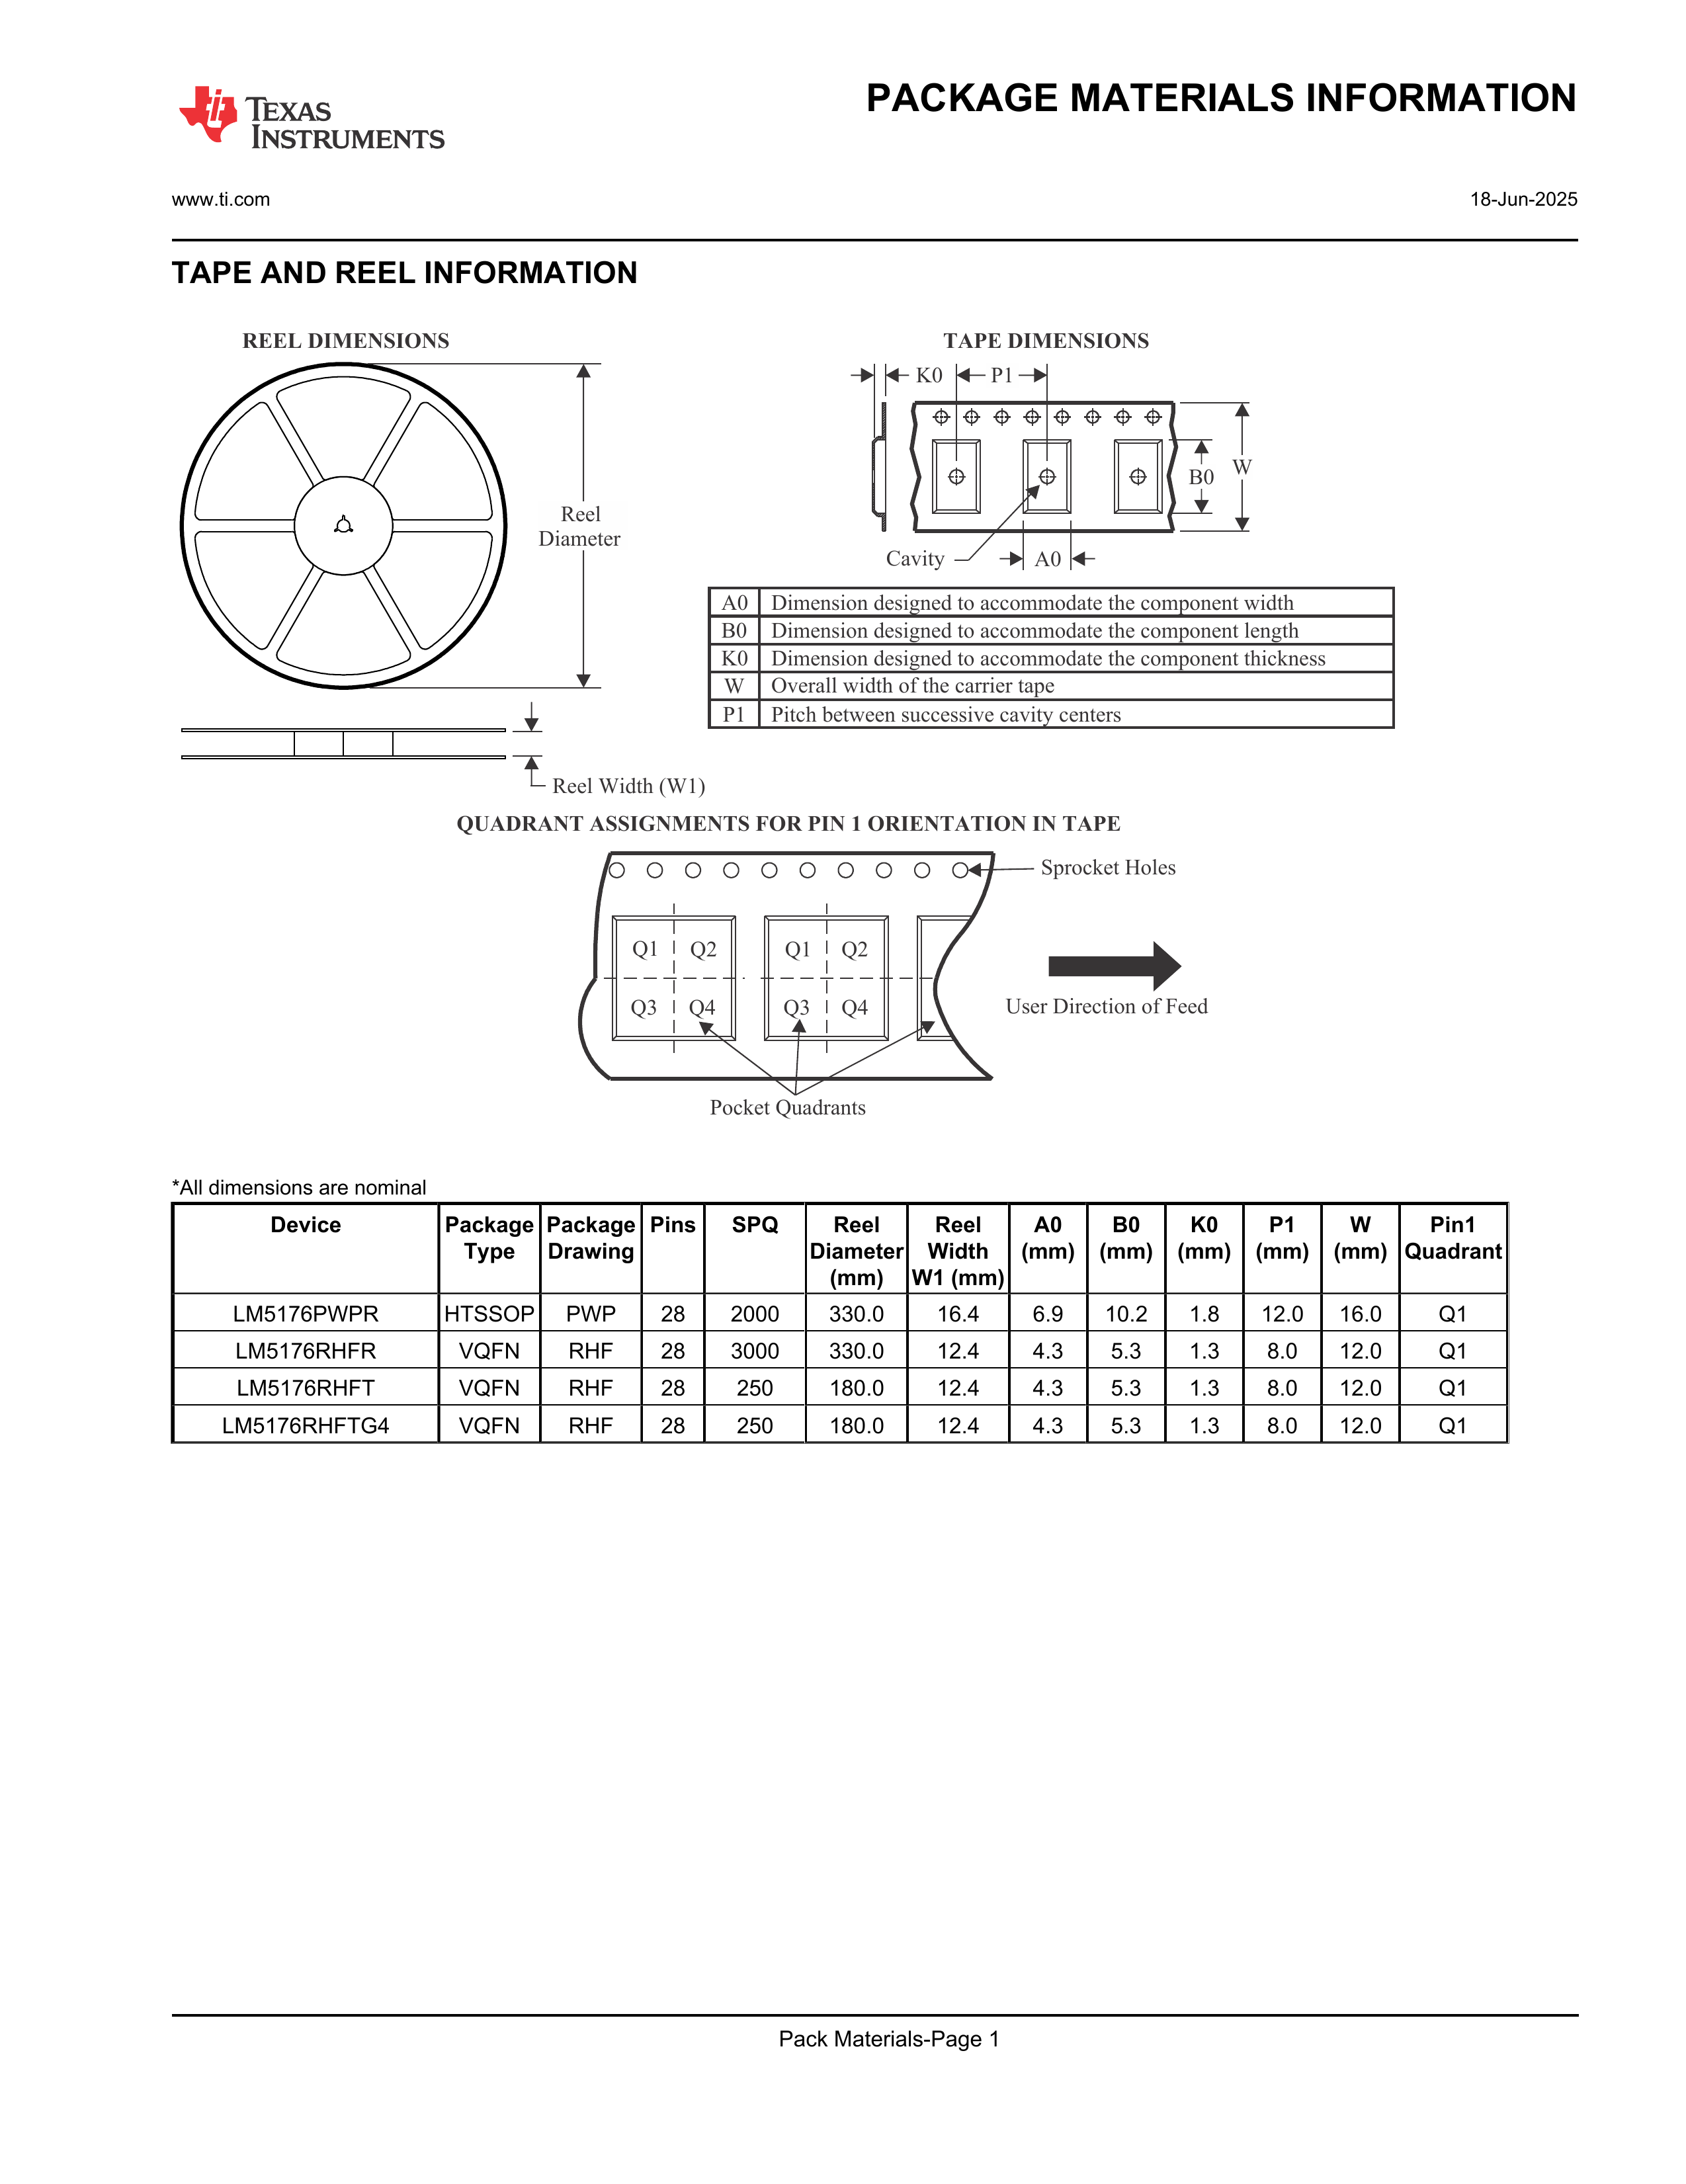 TEXAS
INSTRUMENTS
PACKAGE MATERIALS INFORMATION
www.ti.com
18-Jun-2025
TAPE AND REEL INFORMATION
REEL DIMENSIONS
Reel
Diameter
Reel Width (W1)
TAPE DIMENSIONS
K0 P1
B0 W
Cavity A0
A0 Dimension designed to accommodate the component width
B0 Dimension designed to accommodate the component length
K0 Dimension designed to accommodate the component thickness
W Overall width of the carrier tape
P1 Pitch between successive cavity centers
QUADRANT ASSIGNMENTS FOR PIN 1 ORIENTATION IN TAPE
Sprocket Holes
Q1 Q2 Q1 Q2
Q3 Q4 Q3 Q4
User Direction of Feed
Pocket Quadrants
*All dimensions are nominal
Device Package Package Pins SPQ Reel Reel A0 B0 K0 P1 W Pin1
Type Drawing Diameter Width (mm) (mm) (mm) (mm) (mm) Quadrant
(mm) W1 (mm)
LM5176PWPR HTSSOP PWP 28 2000 330.0 16.4 6.9 10.2 1.8 12.0 16.0 Q1
LM5176RHFR VQFN RHF 28 3000 330.0 12.4 4.3 5.3 1.3 8.0 12.0 Q1
LM5176RHFT VQFN RHF 28 250 180.0 12.4 4.3 5.3 1.3 8.0 12.0 Q1
LM5176RHFTG4 VQFN RHF 28 250 180.0 12.4 4.3 5.3 1.3 8.0 12.0 Q1
Pack Materials-Page 1